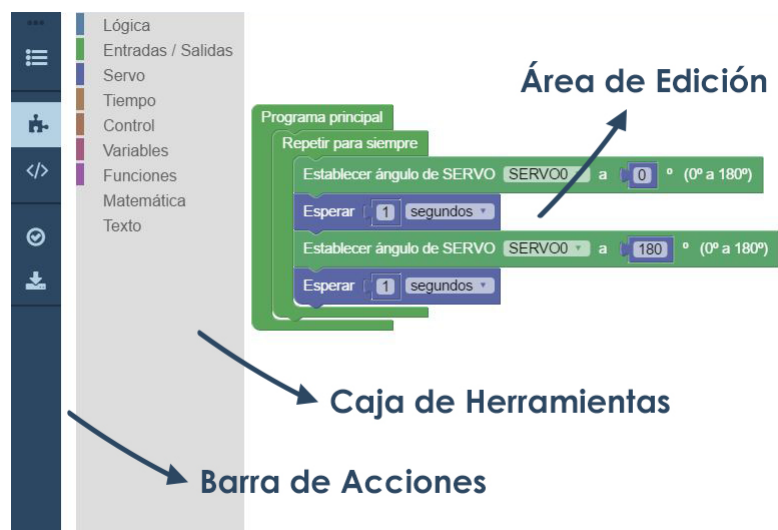 Lógica
Entradas / Salidas
Servo
Tiempo
Control
Variables
Funciones
Matemática
Texto
Área de Edición
Programa principal
Repetir para siempre
Establecer ángulo de SERVO SERVO0 a 0 º (0º a 180º)
Esperar 1 segundos
Establecer ángulo de SERVO SERVO0 a 180 º (0º a 180º)
Esperar 1 segundos
Caja de Herramientas
Barra de Acciones